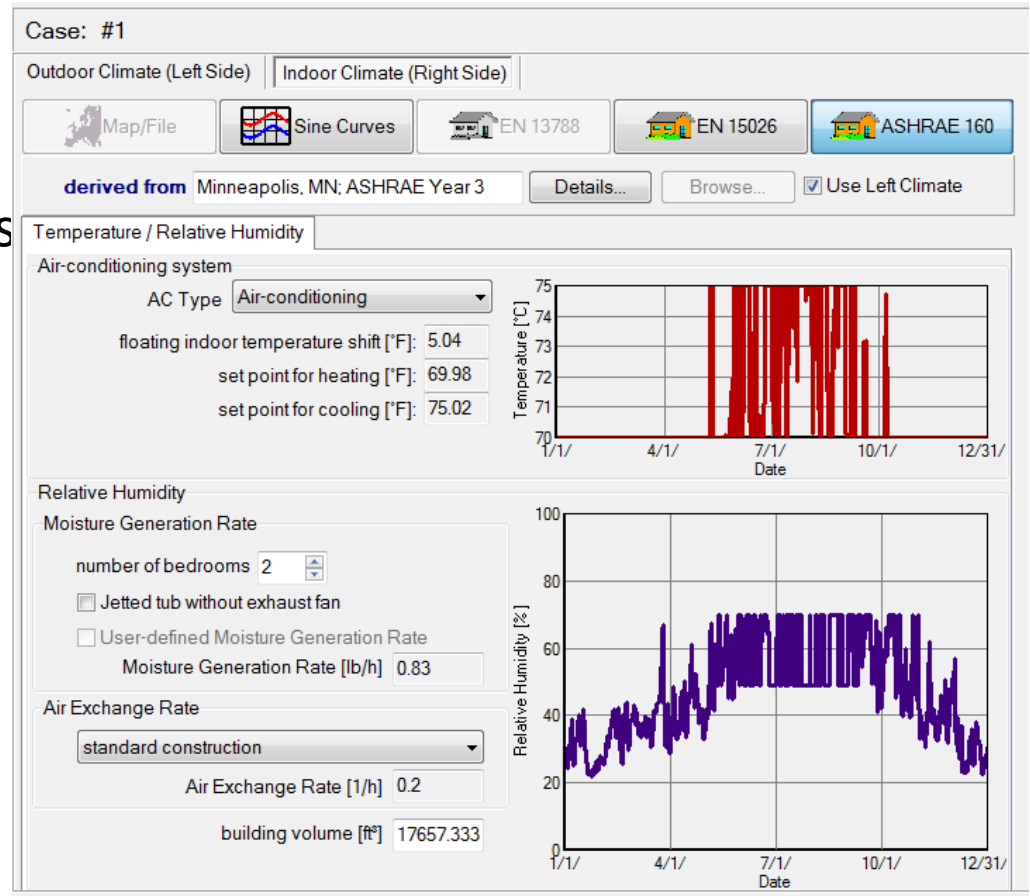 Case: #1
Outdoor Climate (Left Side) Indoor Climate (Right Side)
Map/File Sine Curves EN 13788 EN 15026 ASHRAE 160
derived from Minneapolis, MN; ASHRAE Year 3 Details... Browse... Use Left Climate
s
Temperature / Relative Humidity
Air-conditioning system
AC Type Air-conditioning
floating indoor temperature shift [°F]: 5.04
set point for heating [°F]: 69.98
set point for cooling [°F]: 75.02
Temperature [°C]
75
74
73
72
71
70
1/1/ 4/1/ 7/1/ 10/1/ 12/31/
Date
Relative Humidity
Moisture Generation Rate
number of bedrooms 2
Jetted tub without exhaust fan
User-defined Moisture Generation Rate
Moisture Generation Rate [lb/h] 0.83
Air Exchange Rate
standard construction
Air Exchange Rate [1/h] 0.2
building volume [ft³] 17657.333
Relative Humidity [%]
100
80
60
40
20
0
1/1/ 4/1/ 7/1/ 10/1/ 12/31/
Date